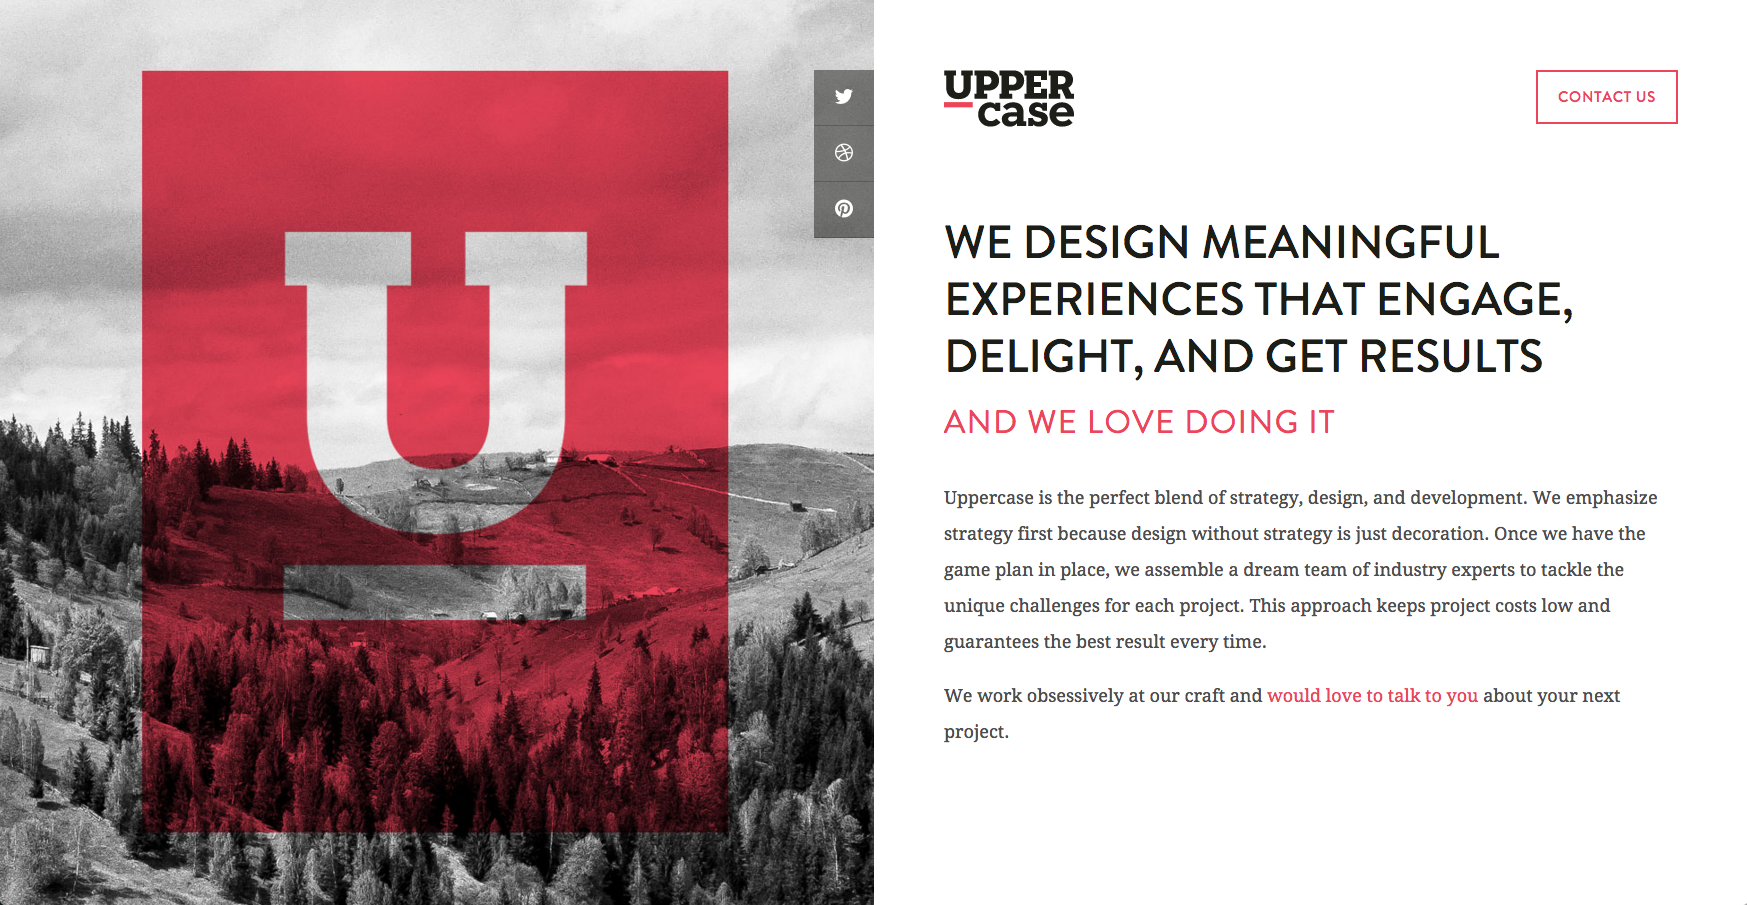 U
UPPER
case
CONTACT US
WE DESIGN MEANINGFUL
EXPERIENCES THAT ENGAGE,
DELIGHT, AND GET RESULTS
AND WE LOVE DOING IT
Uppercase is the perfect blend of strategy, design, and development. We emphasize
strategy first because design without strategy is just decoration. Once we have the
game plan in place, we assemble a dream team of industry experts to tackle the
unique challenges for each project. This approach keeps project costs low and
guarantees the best result every time.
We work obsessively at our craft and would love to talk to you about your next
project.